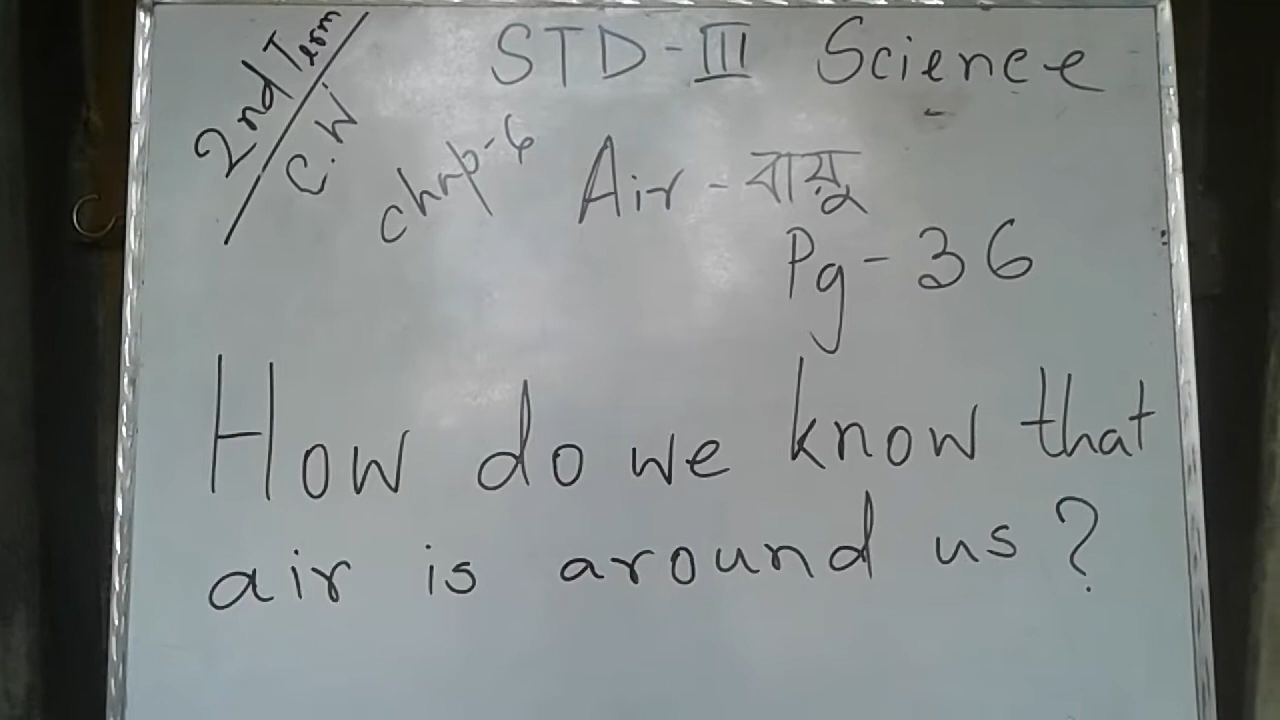 2nd Term
C.W
STD-III Science
Chap-6 Air-বায়ু
Pg-36
How do we know that
air is around us?